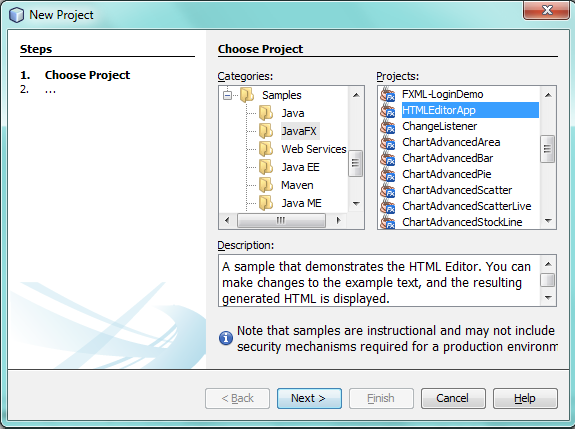 New Project
Steps
1. Choose Project
2. ...
Choose Project
Categories:
Samples
Java
JavaFX
Web Services
Java EE
Maven
Java ME
Projects:
FXML-LoginDemo
HTMLEditorApp
ChangeListener
ChartAdvancedArea
ChartAdvancedBar
ChartAdvancedPie
ChartAdvancedScatter
ChartAdvancedScatterLive
ChartAdvancedStockLine
Description:
A sample that demonstrates the HTML Editor. You can
make changes to the example text, and the resulting
generated HTML is displayed.
Note that samples are instructional and may not include
security mechanisms required for a production environm
< Back
Next >
Finish
Cancel
Help